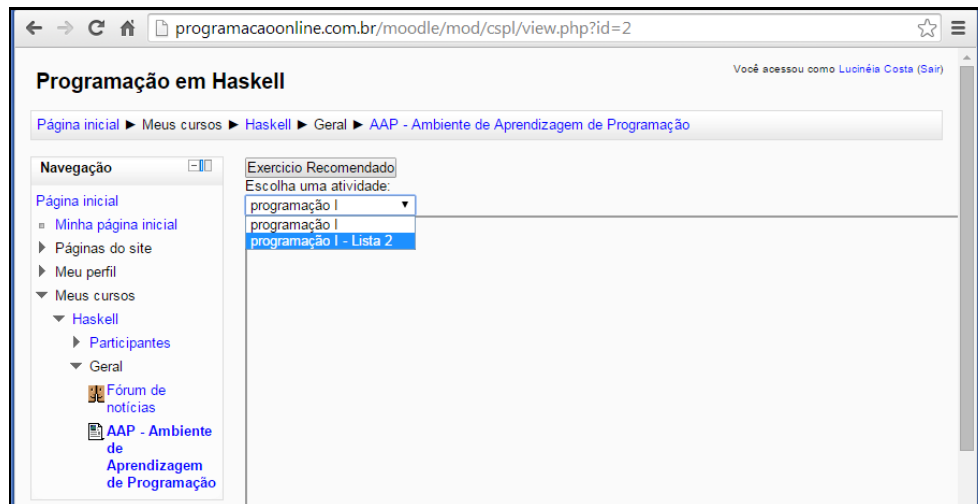 programacaoonline.com.br/moodle/mod/cspl/view.php?id=2
Programação em Haskell
Você acessou como Lucinéia Costa (Sair)
Página inicial ► Meus cursos ► Haskell ► Geral ► AAP - Ambiente de Aprendizagem de Programação
Navegação
Página inicial
Minha página inicial
Páginas do site
Meu perfil
Meus cursos
Haskell
Participantes
Geral
Fórum de
notícias
AAP - Ambiente
de
Aprendizagem
de Programação
Exercicio Recomendado
Escolha uma atividade:
programação I
programação I
programação I - Lista 2